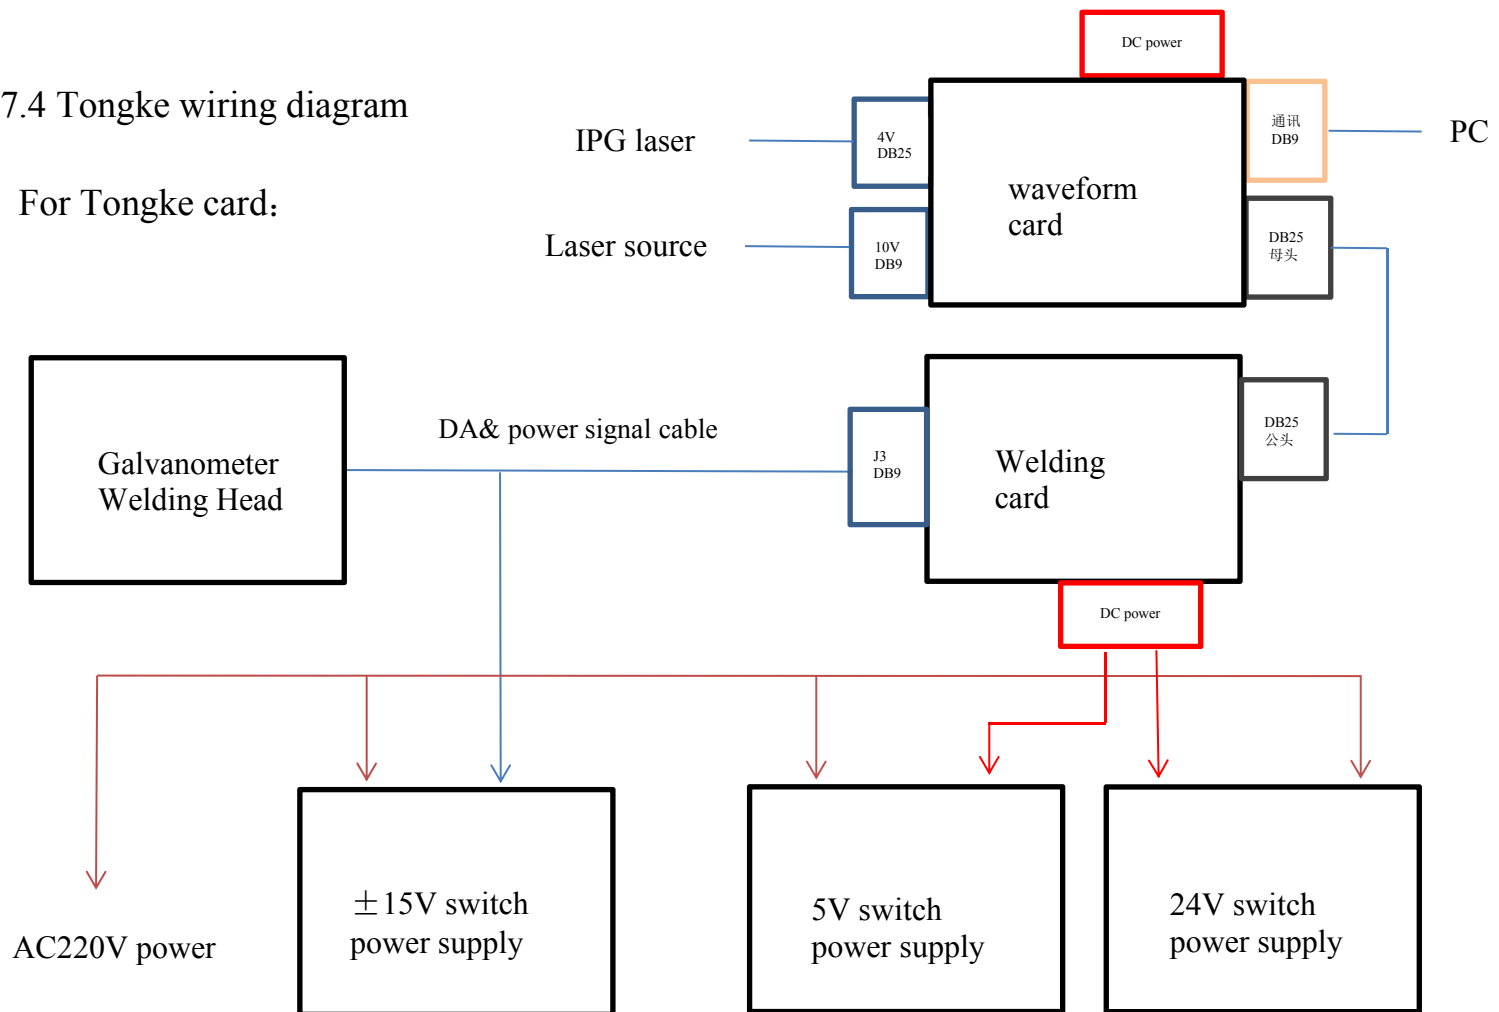 DC power
7.4 Tongke wiring diagram
IPG laser
4V
DB25
通讯
DB9
PC
For Tongke card：
waveform
card
Laser source
10V
DB9
DB25
母头
DA& power signal cable
Galvanometer
Welding Head
J3
DB9
Welding
card
DB25
公头
DC power
AC220V power
±15V switch
power supply
5V switch
power supply
24V switch
power supply